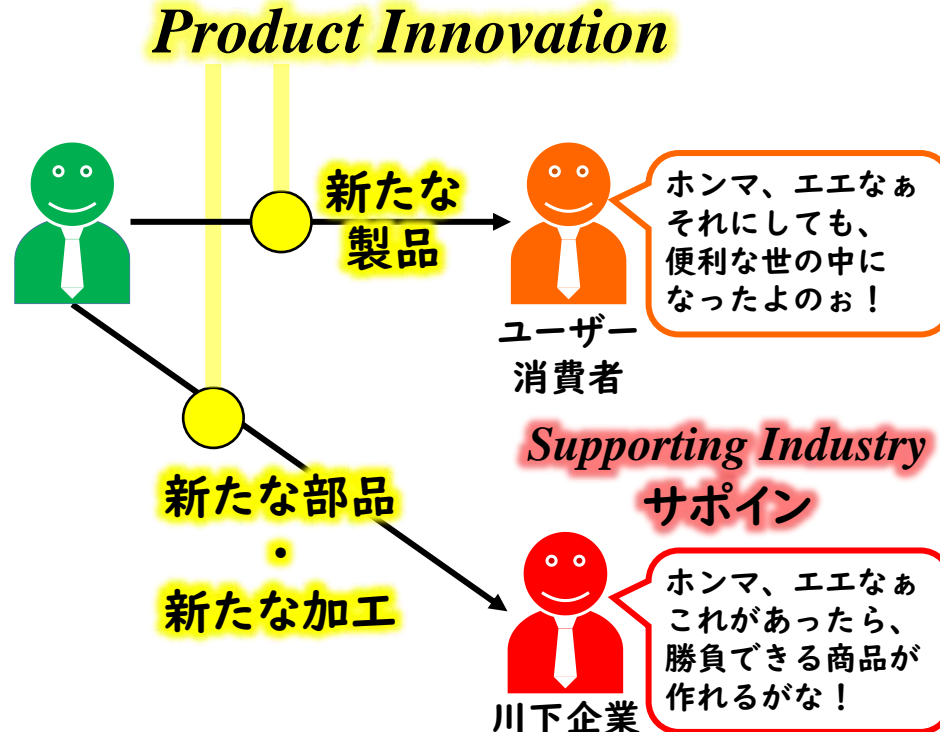 Product Innovation
新たな
製品
ホンマ、エエなぁ
それにしても、
便利な世の中に
なったよのぉ！
ユーザー
消費者
Supporting Industry
サポイン
新たな部品
・
新たな加工
ホンマ、エエなぁ
これがあったら、
勝負できる商品が
作れるがな！
川下企業